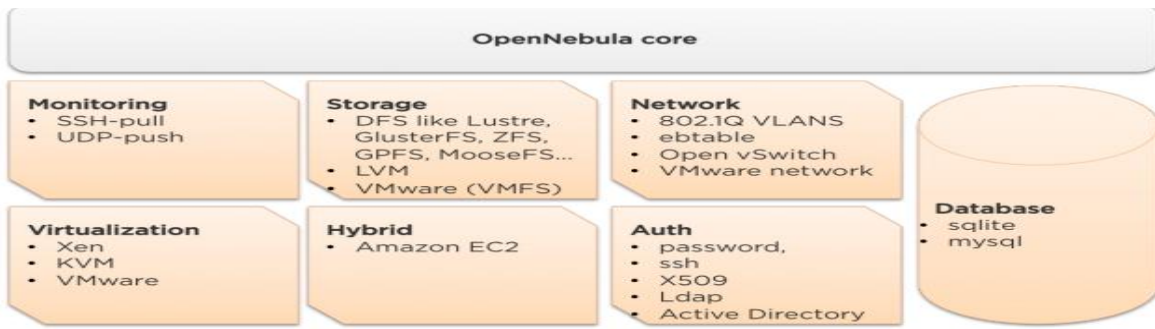 OpenNebula core
Monitoring
• SSH-pull
• UDP-push
Storage
• DFS like Lustre,
GlusterFS, ZFS,
GPFS, MooseFS...
• LVM
• VMware (VMFS)
Network
• 802.1Q VLANS
• ebtable
• Open vSwitch
• VMware network
Virtualization
• Xen
• KVM
• VMware
Hybrid
• Amazon EC2
Auth
• password,
• ssh
• X509
• Ldap
• Active Directory
Database
• sqlite
• mysql